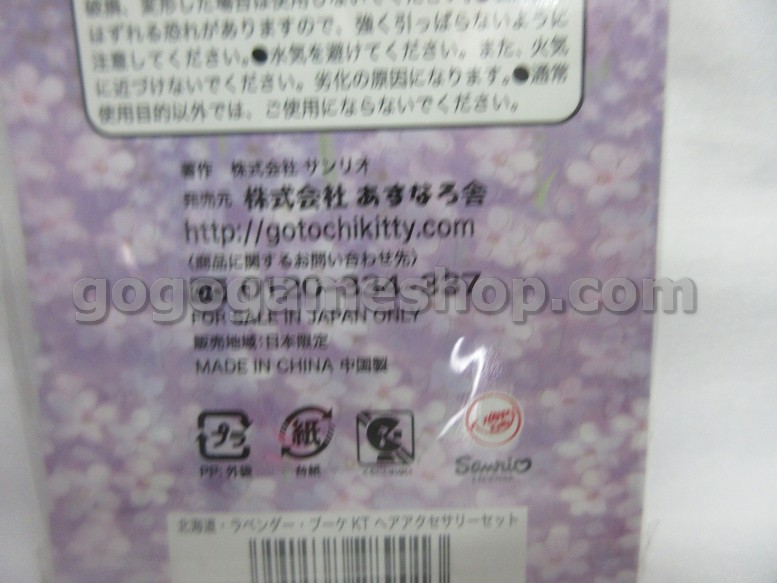 はずれる恐れがありますので、強く引っぱらないように
注意してください。●水気を避けてください。また、火気
に近づけないでください。劣化の原因になります。●通常
使用目的以外では、ご使用にならないでください。
著作 株式会社 サンリオ
発売元 株式会社 あすなろ舎
http://gotochikitty.com
(商品に関するお問い合わせ先)
0120-334-337
gogogameshop.com
FOR SALE IN JAPAN ONLY
販売地域:日本限定
MADE IN CHINA 中国製
プラ 紙
PP:外袋 台紙
Sanrio
北海道・ラベンダー・ブーケ KT ヘアアクセサリーセット